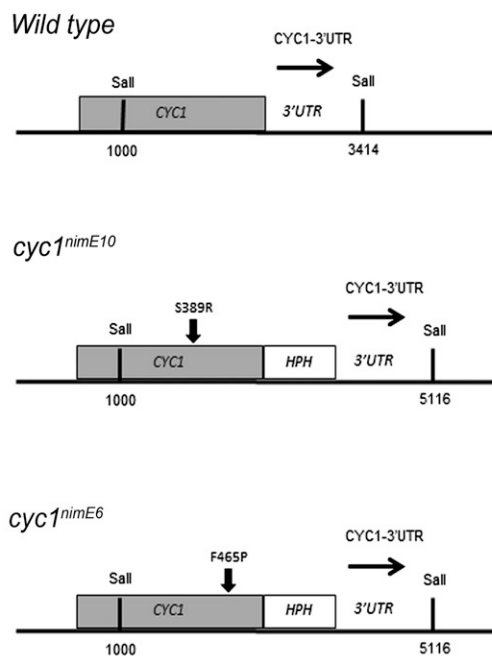 Wild type
CYC1-3'UTR
SalI SalI
CYC1 3'UTR
1000 3414
cyc1nimE10
CYC1-3'UTR
S389R
SalI SalI
CYC1 HPH 3'UTR
1000 5116
cyc1nimE6
CYC1-3'UTR
F465P
SalI SalI
CYC1 HPH 3'UTR
1000 5116